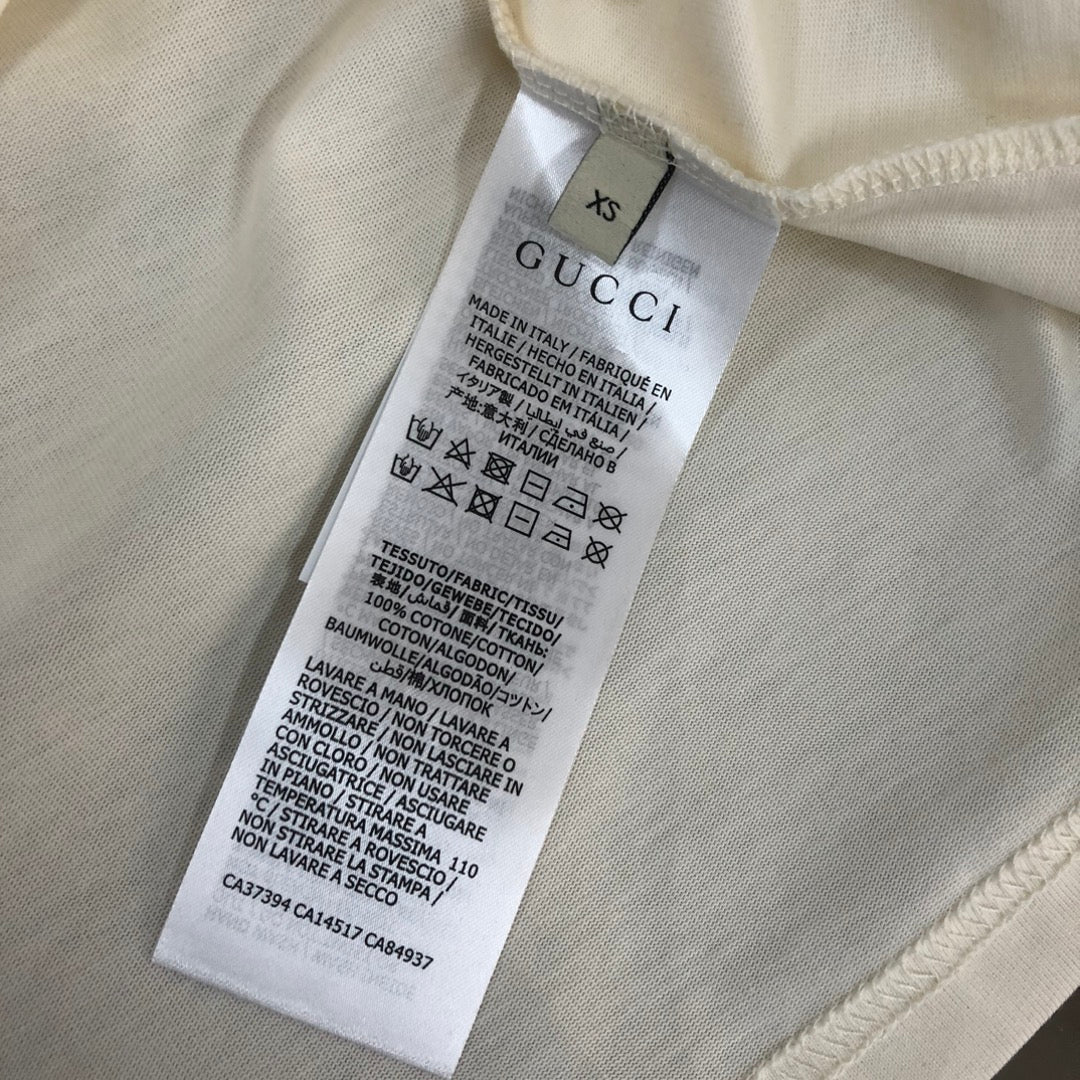 XS
GUCCI
MADE IN ITALY / FABRIQUÉ EN
ITALIE / HECHO EN ITALIA /
HERGESTELLT IN ITALIEN /
FABRICADO EM ITÁLIA /
イタリア製 / صنع في إيطاليا /
产地:意大利 / СДЕЛАНО В
ИТАЛИИ
TESSUTO/FABRIC/TISSU/
TEJIDO/GEWEBE/TECIDO/
表地/قماش/面料/ТКАНЬ:
100% COTONE/COTTON/
COTON/ALGODON/
BAUMWOLLE/ALGODÃO/コットン/
قطن/棉/ХЛОПОК
LAVARE A MANO / LAVARE A
ROVESCIO / NON TORCERE O
STRIZZARE / NON LASCIARE IN
AMMOLLO / NON TRATTARE
CON CLORO / NON USARE
ASCIUGATRICE / ASCIUGARE
IN PIANO / STIRARE A
TEMPERATURA MASSIMA 110
°C / STIRARE A ROVESCIO /
NON STIRARE LA STAMPA /
NON LAVARE A SECCO
CA37394 CA14517 CA84937